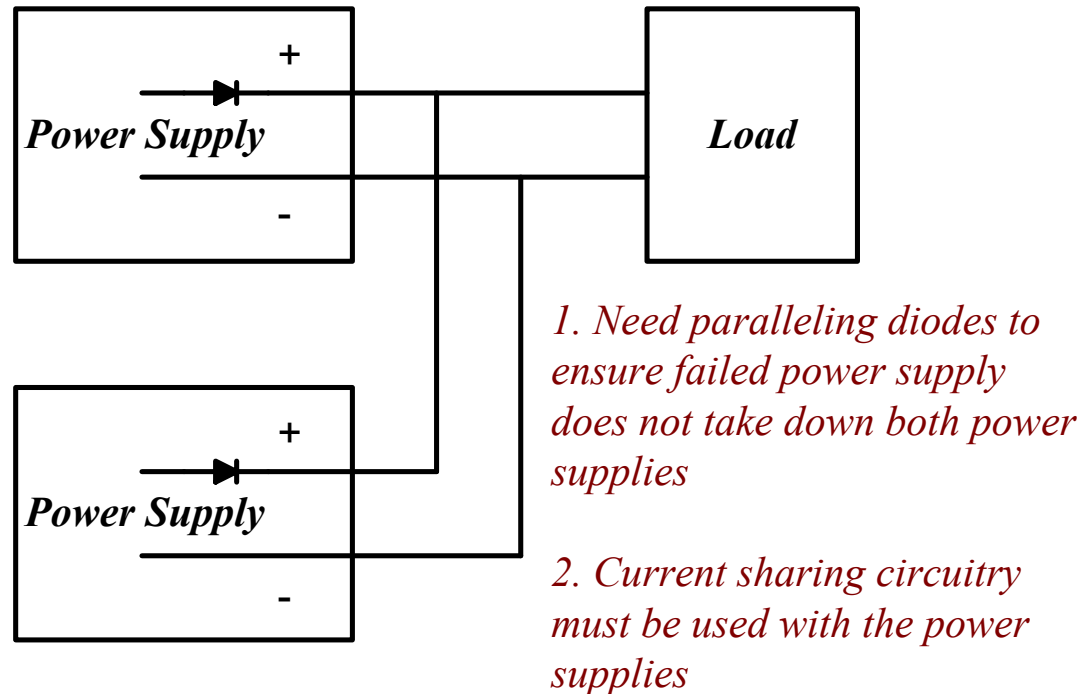 +
Power Supply
-
Load
+
Power Supply
-
1. Need paralleling diodes to
ensure failed power supply
does not take down both power
supplies
2. Current sharing circuitry
must be used with the power
supplies